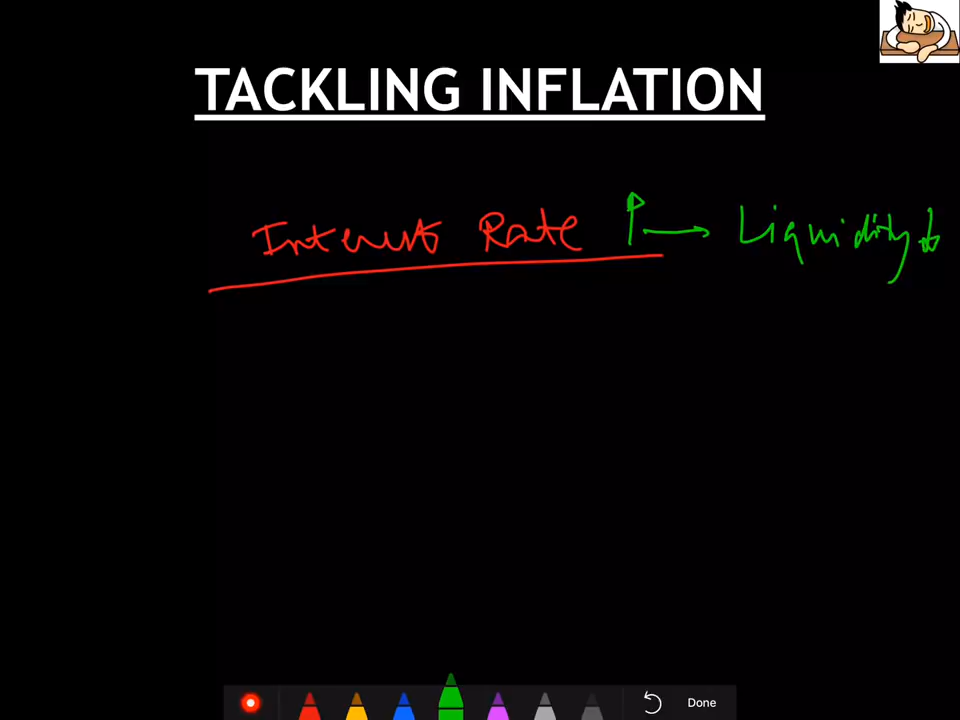 TACKLING INFLATION
Interest Rate ↑ → Liquidity ↓
Done